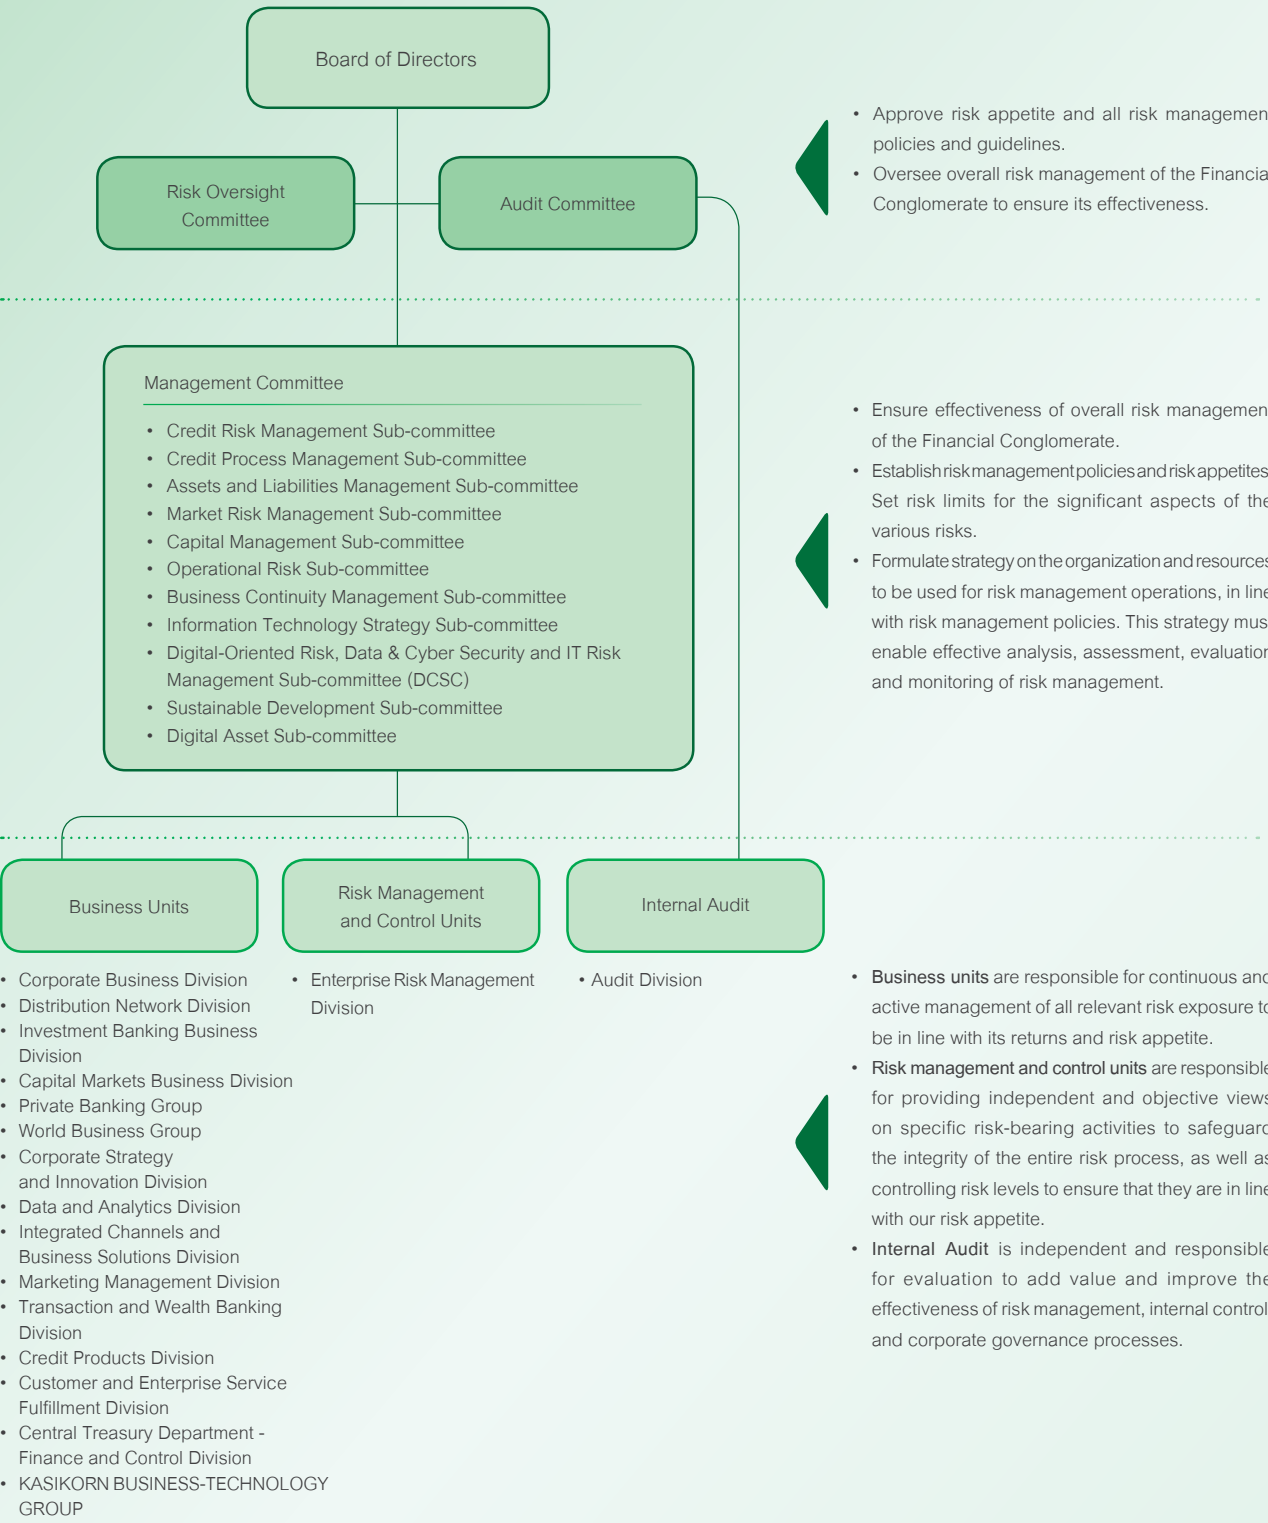 Board of Directors
Risk Oversight
Committee
Audit Committee
• Approve risk appetite and all risk managemen
policies and guidelines.
• Oversee overall risk management of the Financia
Conglomerate to ensure its effectiveness.
Management Committee
• Credit Risk Management Sub-committee
• Credit Process Management Sub-committee
• Assets and Liabilities Management Sub-committee
• Market Risk Management Sub-committee
• Capital Management Sub-committee
• Operational Risk Sub-committee
• Business Continuity Management Sub-committee
• Information Technology Strategy Sub-committee
• Digital-Oriented Risk, Data & Cyber Security and IT Risk
Management Sub-committee (DCSC)
• Sustainable Development Sub-committee
• Digital Asset Sub-committee
• Ensure effectiveness of overall risk managemen
of the Financial Conglomerate.
• Establish risk management policies and risk appetites
Set risk limits for the significant aspects of the
various risks.
• Formulate strategy on the organization and resources
to be used for risk management operations, in line
with risk management policies. This strategy mus
enable effective analysis, assessment, evaluation
and monitoring of risk management.
Business Units
• Corporate Business Division
• Distribution Network Division
• Investment Banking Business
Division
• Capital Markets Business Division
• Private Banking Group
• World Business Group
• Corporate Strategy
and Innovation Division
• Data and Analytics Division
• Integrated Channels and
Business Solutions Division
• Marketing Management Division
• Transaction and Wealth Banking
Division
• Credit Products Division
• Customer and Enterprise Service
Fulfillment Division
• Central Treasury Department -
Finance and Control Division
• KASIKORN BUSINESS-TECHNOLOGY
GROUP
Risk Management
and Control Units
• Enterprise Risk Management
Division
Internal Audit
• Audit Division
• Business units are responsible for continuous and
active management of all relevant risk exposure to
be in line with its returns and risk appetite.
• Risk management and control units are responsible
for providing independent and objective views
on specific risk-bearing activities to safeguard
the integrity of the entire risk process, as well as
controlling risk levels to ensure that they are in line
with our risk appetite.
• Internal Audit is independent and responsible
for evaluation to add value and improve the
effectiveness of risk management, internal control
and corporate governance processes.